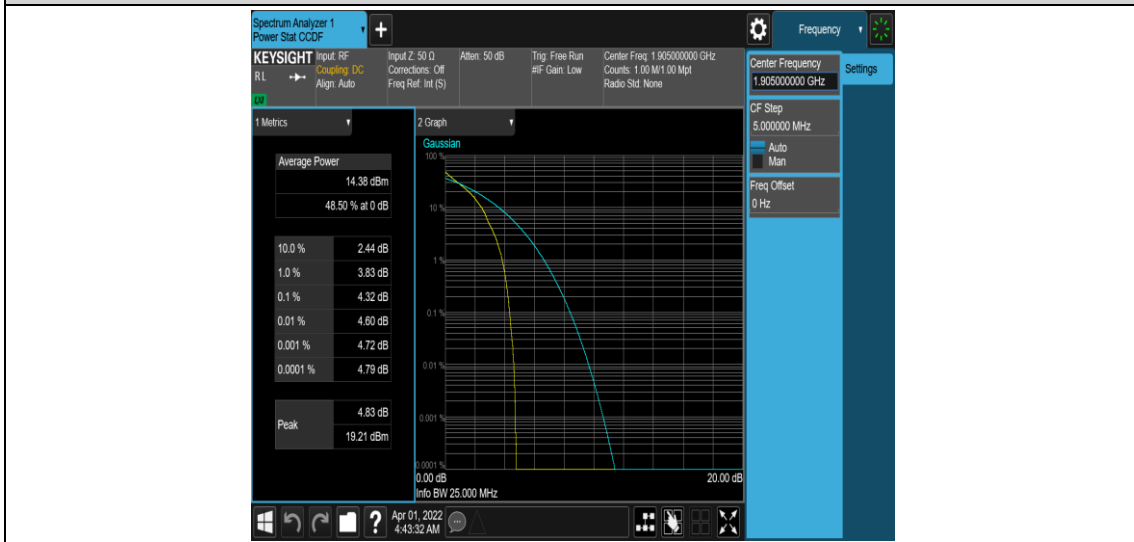 Spectrum Analyzer 1
Power Stat CCDF
+
Frequency
KEYSIGHT
RL
LXI
Input: RF
Coupling: DC
Align: Auto
Input Z: 50 Ω
Corrections: Off
Freq Ref: Int (S)
Atten: 50 dB
Trig: Free Run
#IF Gain: Low
Center Freq: 1.905000000 GHz
Counts: 1.00 M/1.00 Mpt
Radio Std: None
Center Frequency
1.905000000 GHz
Settings
CF Step
5.000000 MHz
Auto
Man
Freq Offset
0 Hz
1 Metrics
Average Power
14.38 dBm
48.50 % at 0 dB
10.0 % 2.44 dB
1.0 % 3.83 dB
0.1 % 4.32 dB
0.01 % 4.60 dB
0.001 % 4.72 dB
0.0001 % 4.79 dB
Peak
4.83 dB
19.21 dBm
2 Graph
Gaussian
100 %
10 %
1 %
0.1 %
0.01 %
0.001 %
0.0001 %
0.00 dB 20.00 dB
Info BW 25.000 MHz
?
Apr 01, 2022
4:43:32 AM